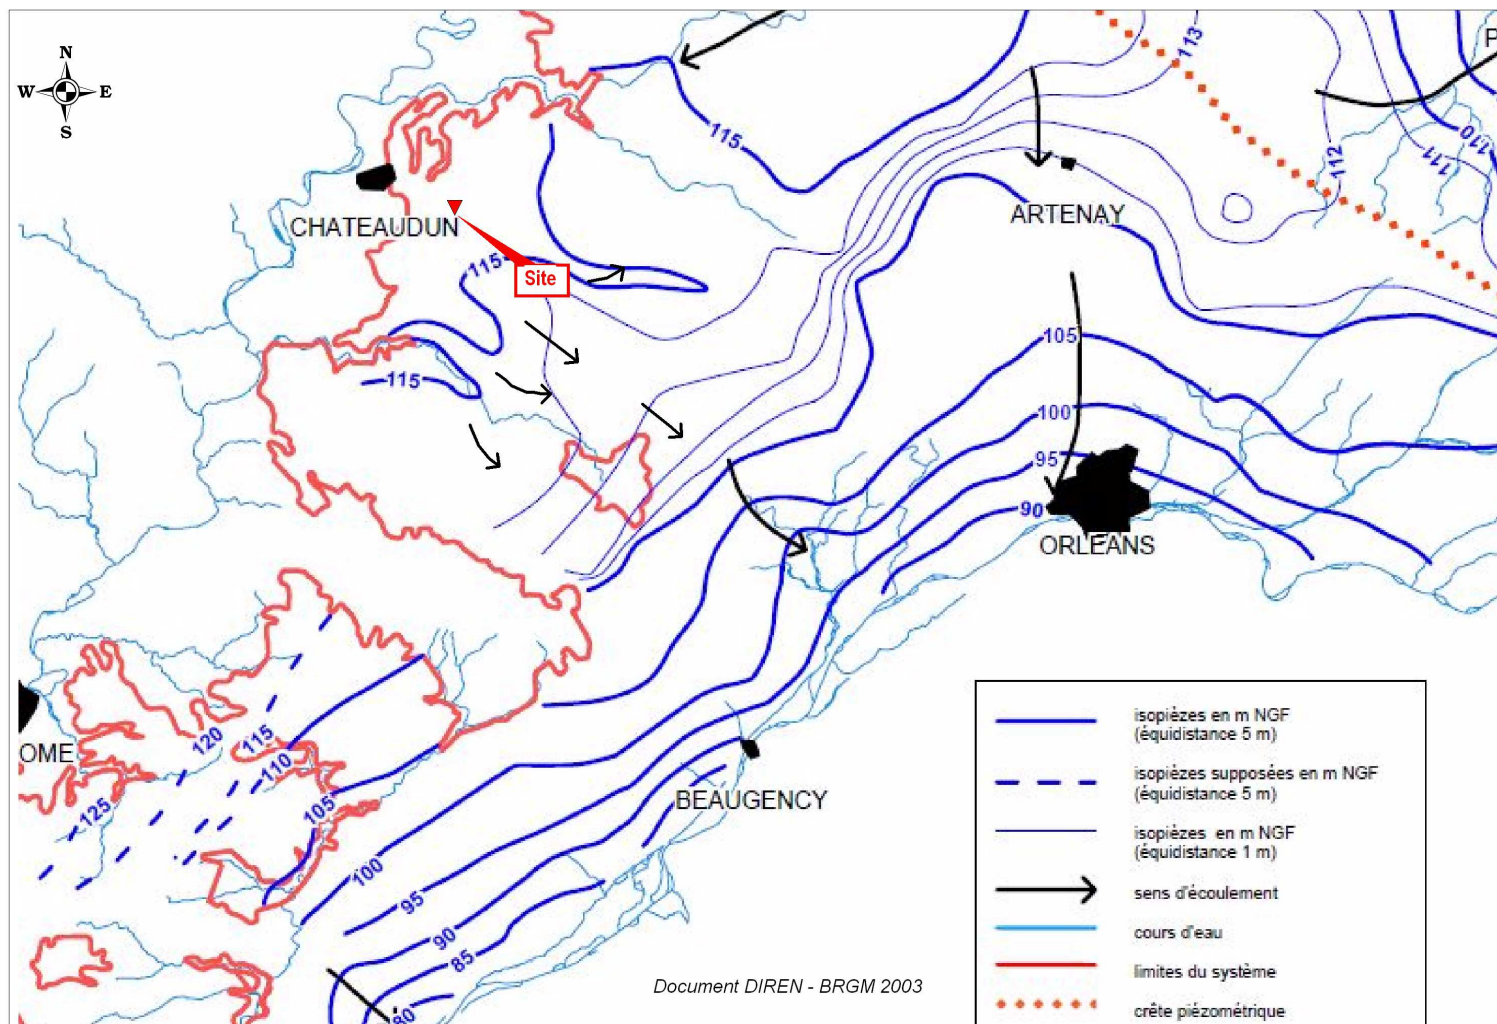 N
W E
S
113
P
115
110
112
111
CHATEAUDUN
ARTENAY
115
Site
105
115
100
95
90
ORLEANS
isopièzes en m NGF
(équidistance 5 m)
120
115
OME
110
isopièzes supposées en m NGF
(équidistance 5 m)
BEAUGENCY
125
105
isopièzes en m NGF
(équidistance 1 m)
100
sens d'écoulement
95
cours d'eau
90
85
limites du système
Document DIREN - BRGM 2003
crête piézométrique
80